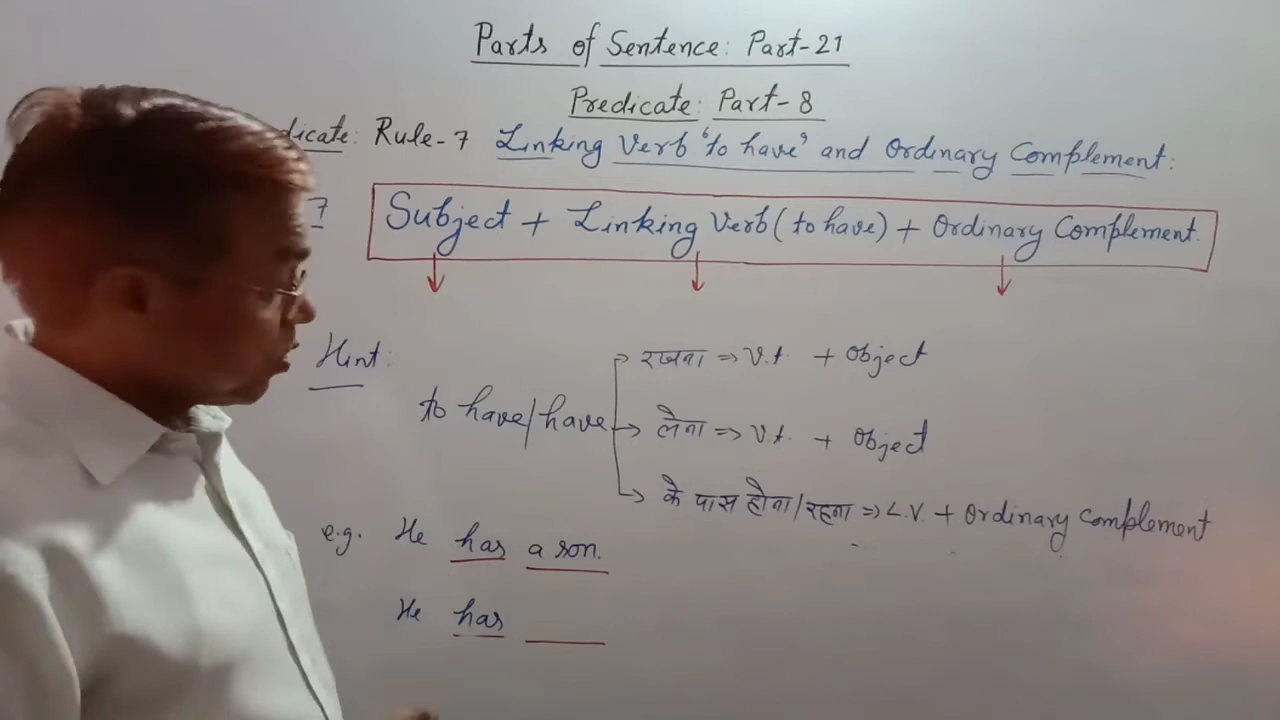 Parts of Sentence: Part-21
Predicate: Part-8
dicate: Rule-7 Linking Verb 'to have' and Ordinary Complement:
7 Subject + Linking Verb (to have) + Ordinary Complement.
Hint:
रखना => V.t. + Object
to have/have
लेना => V.t. + Object
के पास होना/रहना => L.V. + Ordinary Complement
e.g. He has a son.
He has